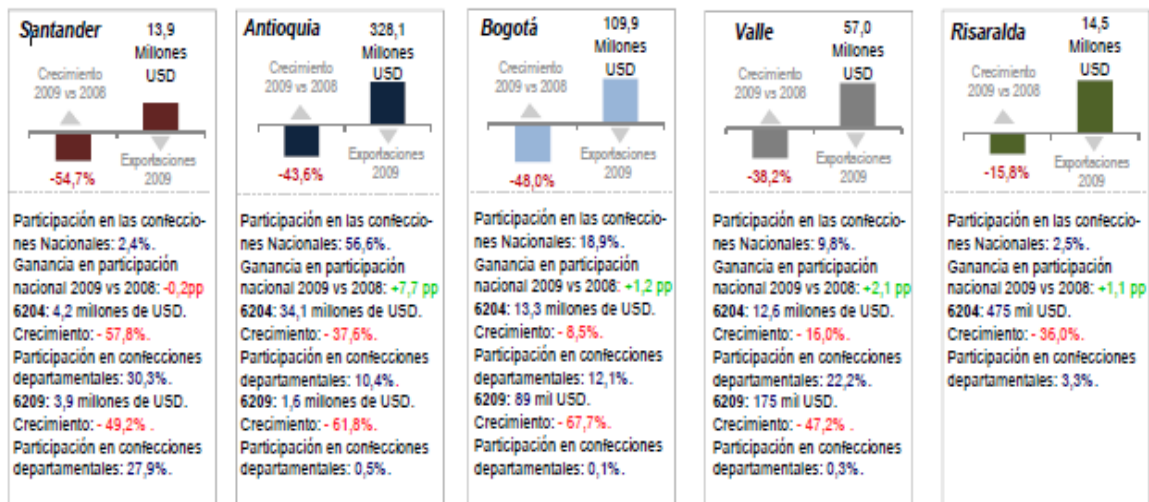 Santander
13,9
Millones
USD
Crecimiento
2009 vs 2008
-54,7%
Exportaciones
2009
Participación en las confeccio-
nes Nacionales: 2,4%.
Ganancia en participación
nacional 2009 vs 2008: -0,2pp
6204: 4,2 millones de USD.
Crecimiento: - 57,8%.
Participación en confecciones
departamentales: 30,3%.
6209: 3,9 millones de USD.
Crecimiento: - 49,2% .
Participación en confecciones
departamentales: 27,9%.
Antioquia
328,1
Millones
USD
Crecimiento
2009 vs 2008
-43,6%
Exportaciones
2009
Participación en las confeccio-
nes Nacionales: 56,6%.
Ganancia en participación
nacional 2009 vs 2008: +7,7 pp
6204: 34,1 millones de USD.
Crecimiento: - 37,6%.
Participación en confecciones
departamentales: 10,4%.
6209: 1,6 millones de USD.
Crecimiento: - 61,8%.
Participación en confecciones
departamentales: 0,5%.
Bogotá
109,9
Millones
USD
Crecimiento
2009 vs 2008
-48,0%
Exportaciones
2009
Participación en las confeccio-
nes Nacionales: 18,9%.
Ganancia en participación
nacional 2009 vs 2008: +1,2 pp
6204: 13,3 millones de USD.
Crecimiento: - 8,5%.
Participación en confecciones
departamentales: 12,1%.
6209: 89 mil USD.
Crecimiento: - 67,7%.
Participación en confecciones
departamentales: 0,1%.
Valle
57,0
Millones
USD
Crecimiento
2009 vs 2008
-38,2%
Exportaciones
2009
Participación en las confeccio-
nes Nacionales: 9,8%.
Ganancia en participación
nacional 2009 vs 2008: +2,1 pp
6204: 12,6 millones de USD.
Crecimiento: - 16,0%.
Participación en confecciones
departamentales: 22,2%.
6209: 175 mil USD.
Crecimiento: - 47,2% .
Participación en confecciones
departamentales: 0,3%.
Risaralda
14,5
Millones
USD
Crecimiento
2009 vs 2008
-15,8%
Exportaciones
2009
Participación en las confeccio-
nes Nacionales: 2,5%.
Ganancia en participación
nacional 2009 vs 2008: +1,1 pp
6204: 475 mil USD.
Crecimiento: - 36,0%.
Participación en confecciones
departamentales: 3,3%.